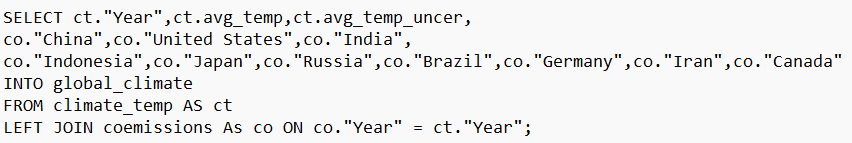 SELECT ct."Year",ct.avg_temp,ct.avg_temp_uncer,
co."China",co."United States",co."India",
co."Indonesia",co."Japan",co."Russia",co."Brazil",co."Germany",co."Iran",co."Canada"
INTO global_climate
FROM climate_temp AS ct
LEFT JOIN coemissions As co ON co."Year" = ct."Year";